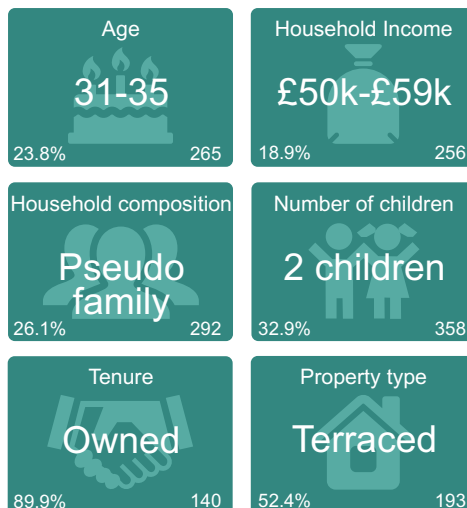 Age
31-35
23.8% 265
Household Income
£50k-£59k
18.9% 256
Household composition
Pseudo
family
26.1% 292
Number of children
2 children
32.9% 358
Tenure
Owned
89.9% 140
Property type
Terraced
52.4% 193